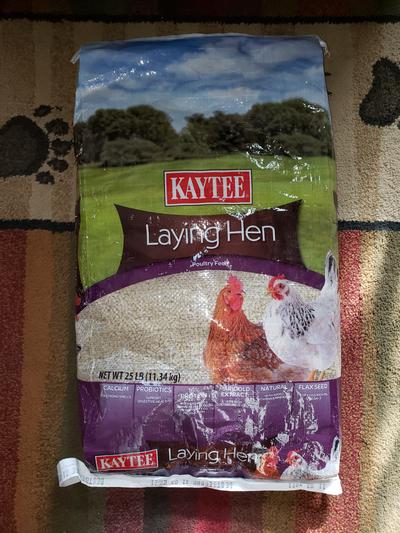 KAYTEE
Laying Hen
Poultry Feed
NET WT 25 LB (11.34 kg)
CALCIUM
PROBIOTICS
PROTEIN
MARIGOLD EXTRACT
NATURAL
FLAX SEED
KAYTEE
Laying Hen